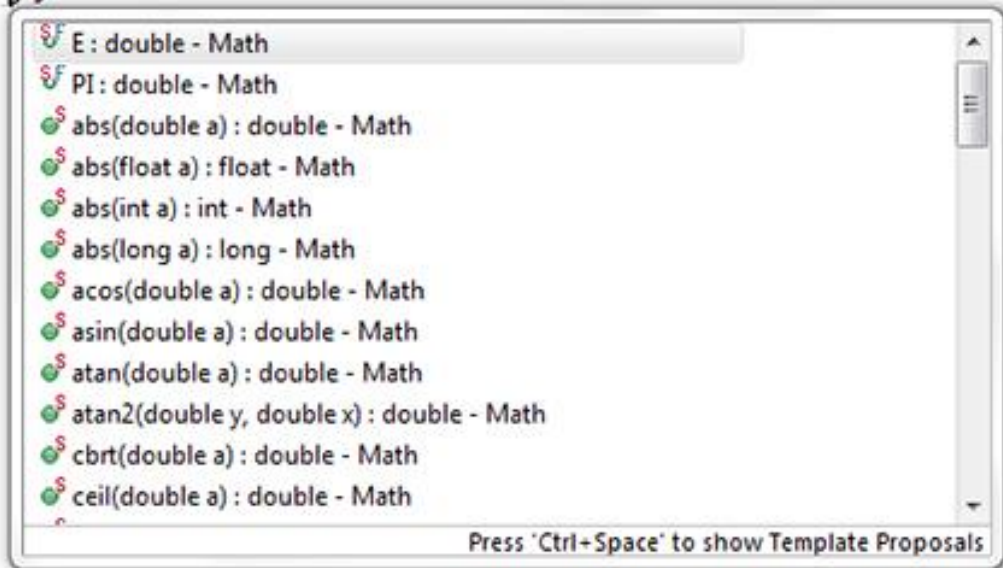 E : double - Math
PI : double - Math
abs(double a) : double - Math
abs(float a) : float - Math
abs(int a) : int - Math
abs(long a) : long - Math
acos(double a) : double - Math
asin(double a) : double - Math
atan(double a) : double - Math
atan2(double y, double x) : double - Math
cbrt(double a) : double - Math
ceil(double a) : double - Math
Press 'Ctrl+Space' to show Template Proposals